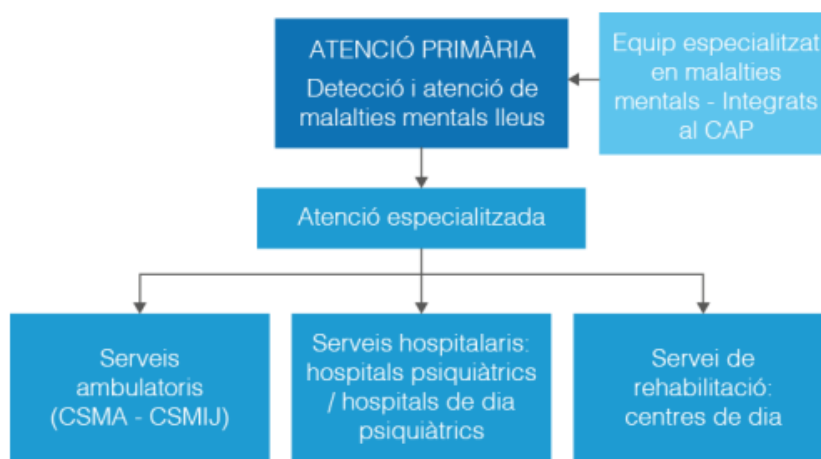 ATENCIÓ PRIMÀRIA
Detecció i atenció de
malalties mentals lleus
Equip especialitzat
en malalties
mentals - Integrats
al CAP
Atenció especialitzada
Serveis
ambulatoris
(CSMA - CSMIJ)
Serveis hospitalaris:
hospitals psiquiàtrics
/ hospitals de dia
psiquiàtrics
Servei de
rehabilitació:
centres de dia